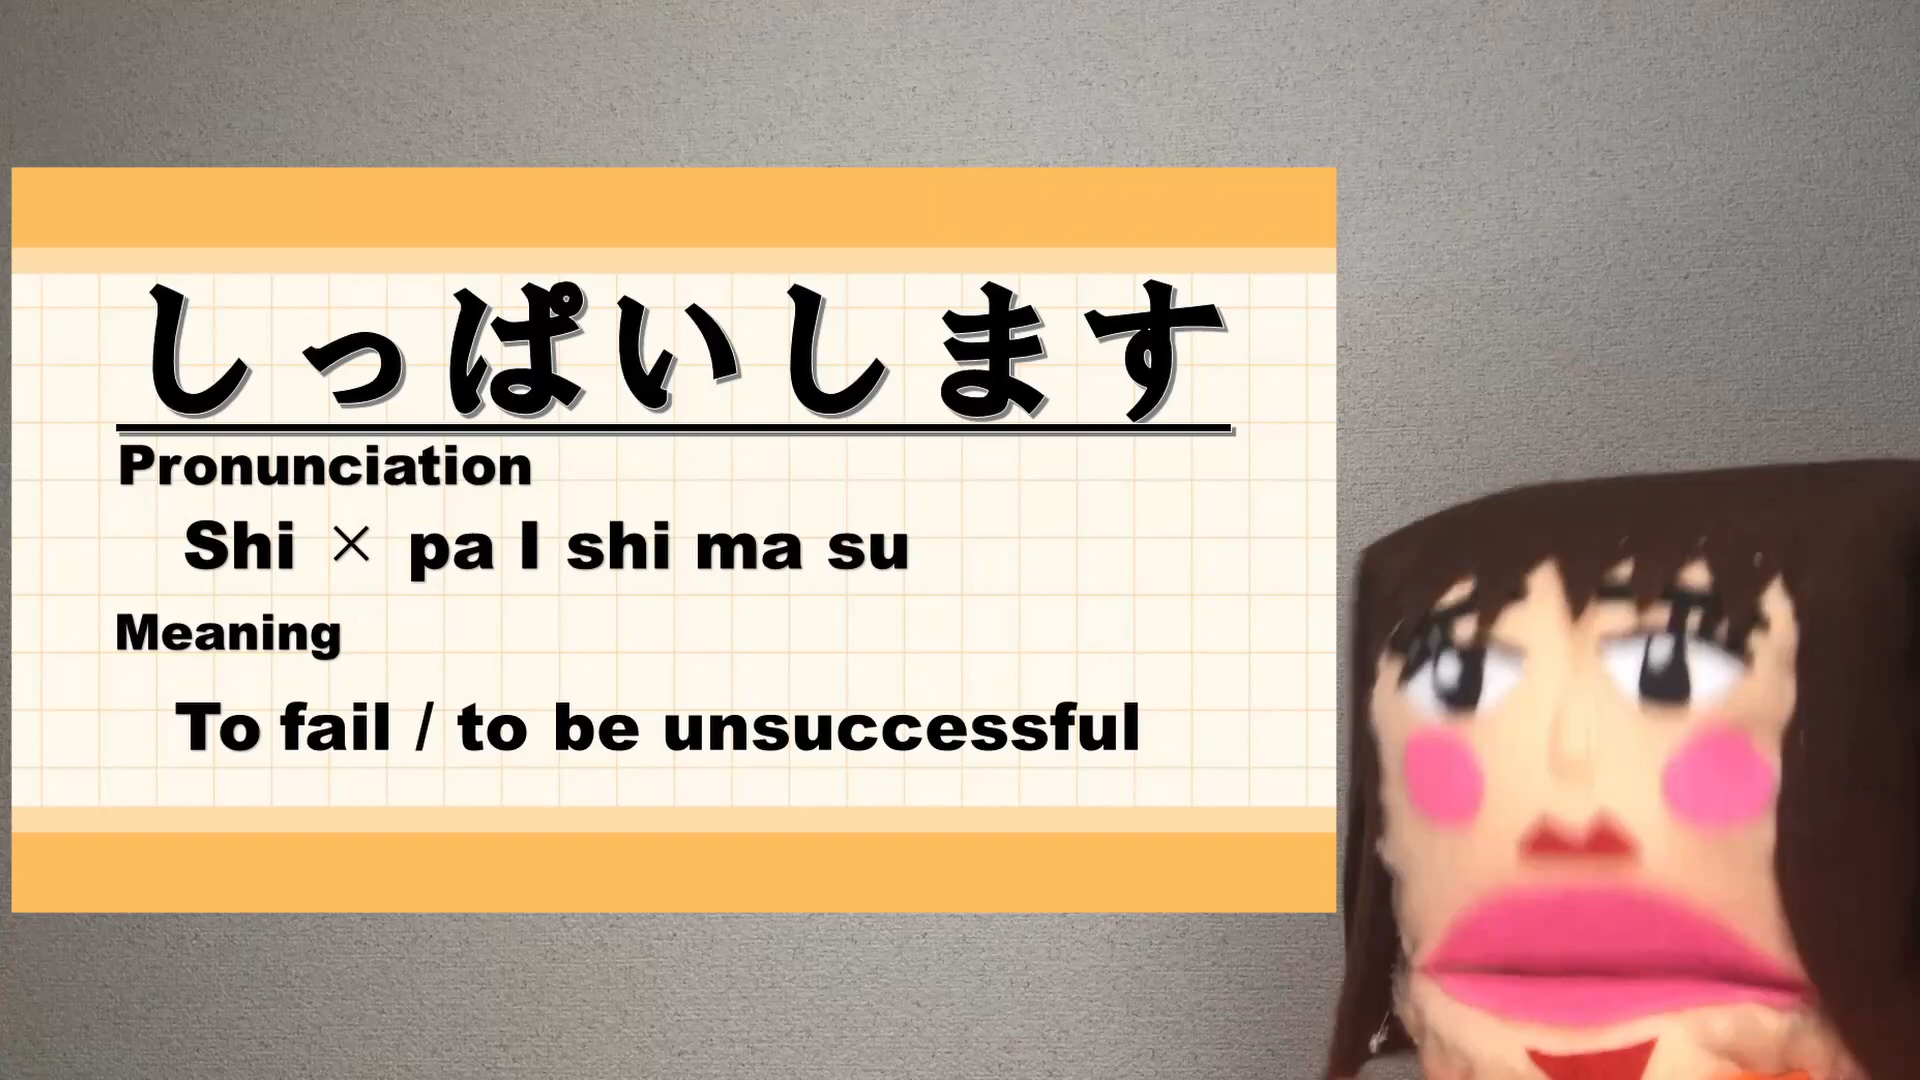 しっぱいします
Pronunciation
Shi × pa I shi ma su
Meaning
To fail / to be unsuccessful